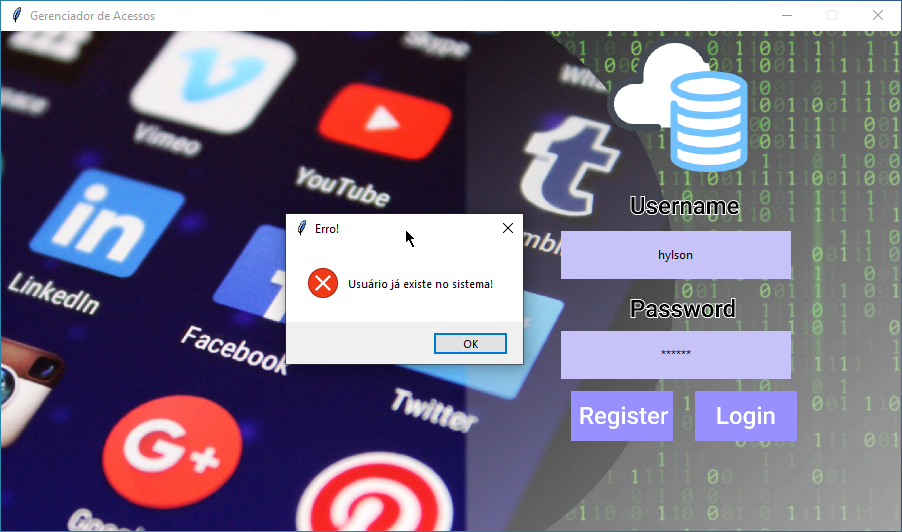 Gerenciador de Acessos
Skype
Vimeo
YouTube
LinkedIn
Facebook
Twitter
in
t
G+
Username
hylson
Password
******
Register
Login
Erro!
Usuário já existe no sistema!
OK